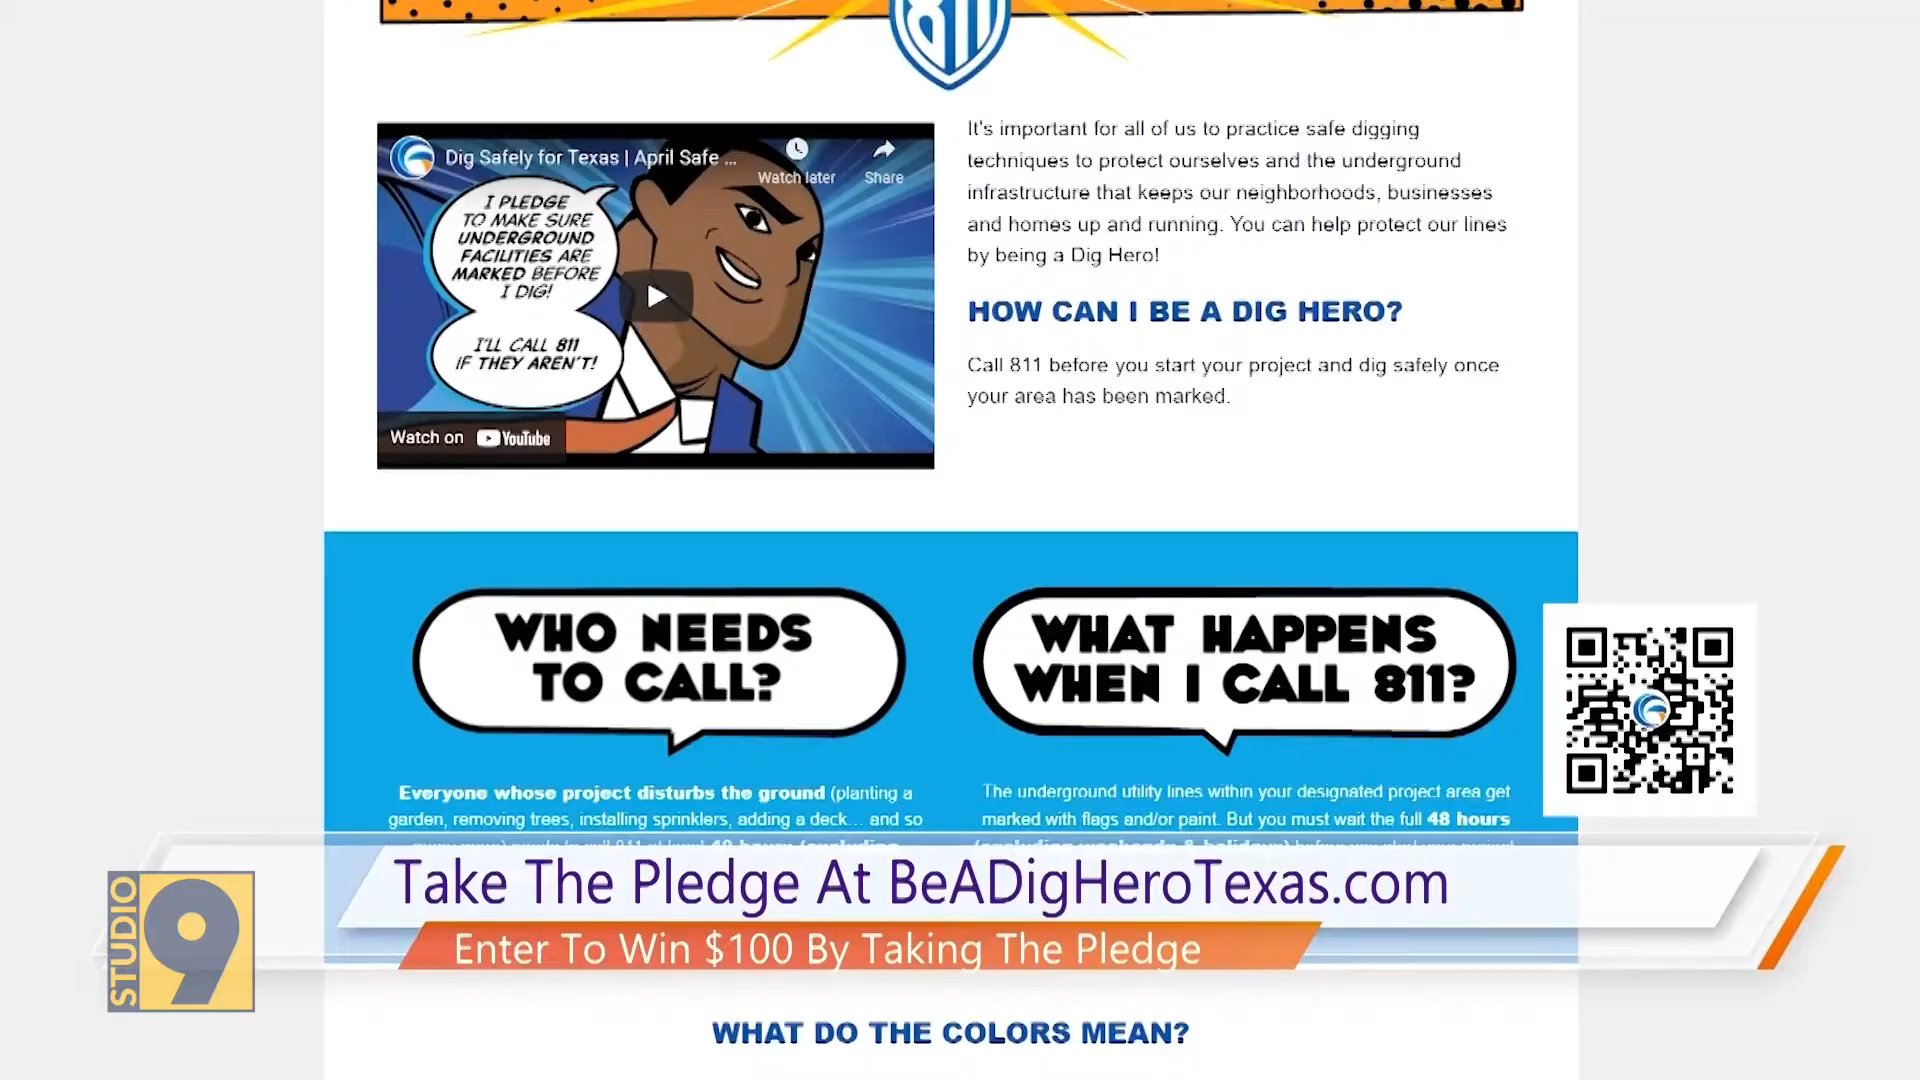 811
Dig Safely for Texas | April Safe ...
Watch later
Share
I PLEDGE
TO MAKE SURE
UNDERGROUND
FACILITIES ARE
MARKED BEFORE
I DIG!
I'LL CALL 811
IF THEY AREN'T!
Watch on YouTube
It's important for all of us to practice safe digging
techniques to protect ourselves and the underground
infrastructure that keeps our neighborhoods, businesses
and homes up and running. You can help protect our lines
by being a Dig Hero!
HOW CAN I BE A DIG HERO?
Call 811 before you start your project and dig safely once
your area has been marked.
WHO NEEDS
TO CALL?
Everyone whose project disturbs the ground (planting a
garden, removing trees, installing sprinklers, adding a deck... and so
WHAT HAPPENS
WHEN I CALL 811?
The underground utility lines within your designated project area get
marked with flags and/or paint. But you must wait the full 48 hours
Take The Pledge At BeADigHeroTexas.com
Enter To Win $100 By Taking The Pledge
STUDIO
9
WHAT DO THE COLORS MEAN?